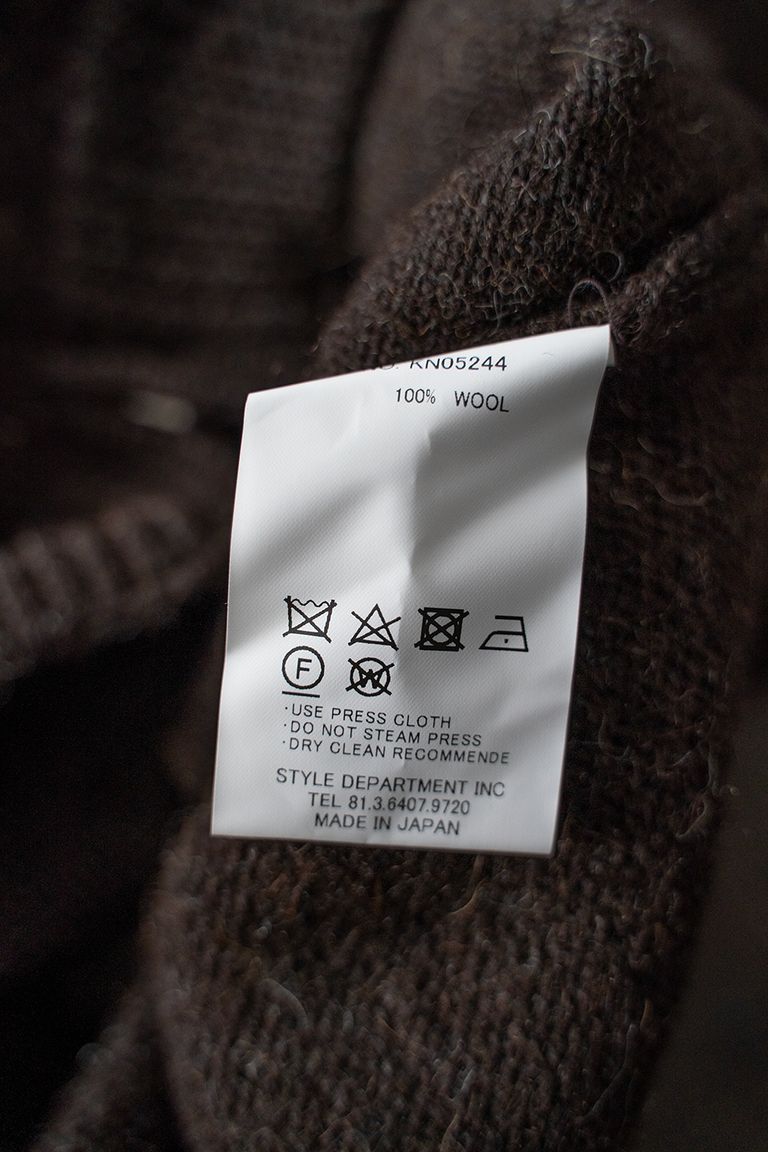 KN05244
100% WOOL
F
W
·USE PRESS CLOTH
·DO NOT STEAM PRESS
·DRY CLEAN RECOMMENDE
STYLE DEPARTMENT INC
TEL 81.3.6407.9720
MADE IN JAPAN